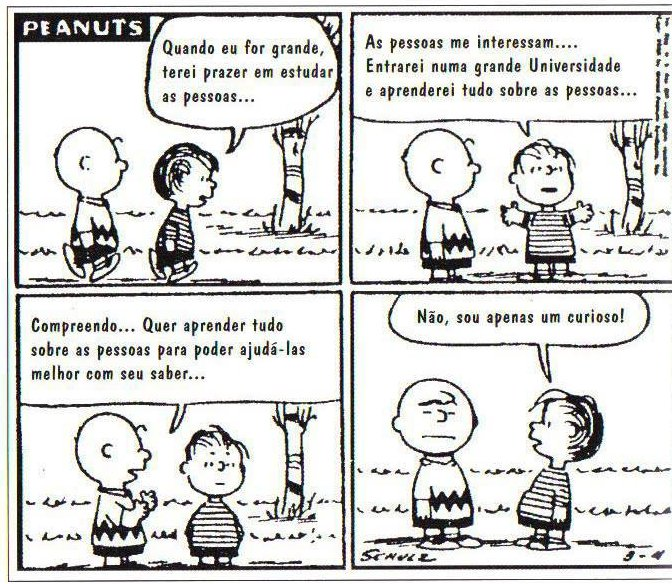 PEANUTS
Quando eu for grande,
terei prazer em estudar
as pessoas...
As pessoas me interessam....
Entrarei numa grande Universidade
e aprenderei tudo sobre as pessoas...
Compreendo... Quer aprender tudo
sobre as pessoas para poder ajudá-las
melhor com seu saber...
Não, sou apenas um curioso!
SCHULZ